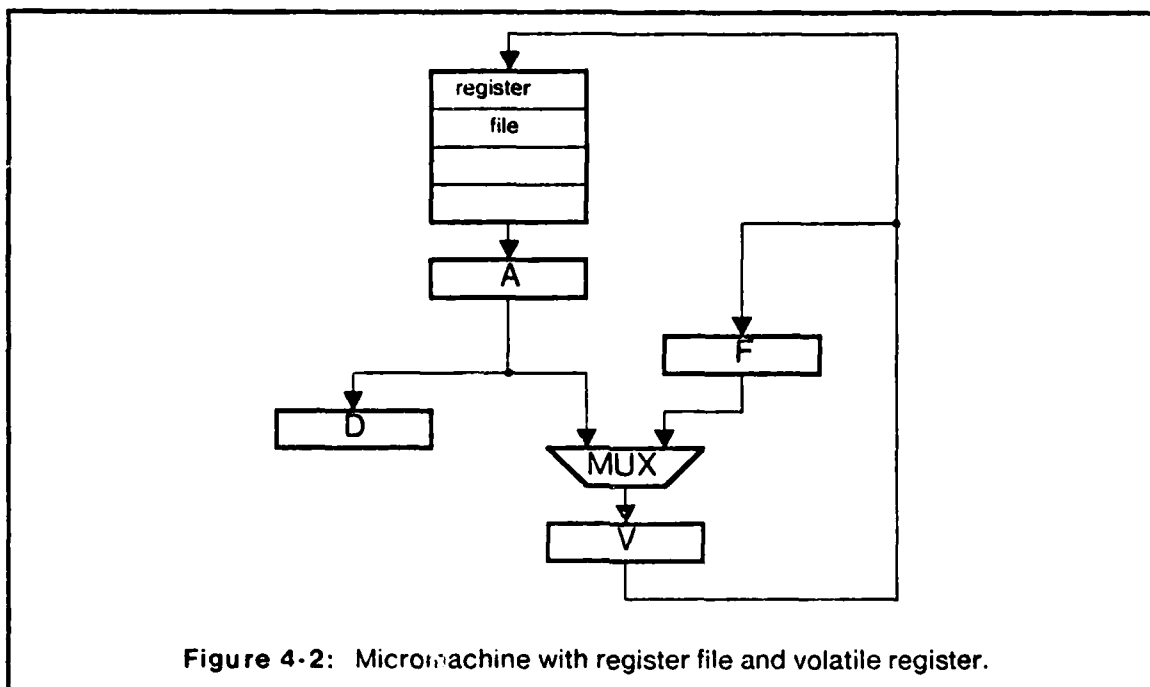 register
file
A
F
D
MUX
V
Figure 4-2: Micromachine with register file and volatile register.